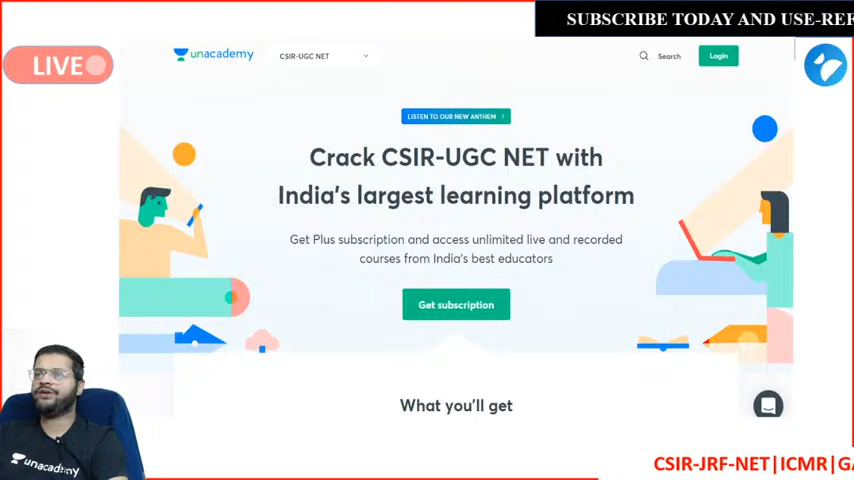 SUBSCRIBE TODAY AND USE-REF
LIVE
unacademy
CSIR-UGC NET
Search
Login
LISTEN TO OUR NEW ANTHEM
Crack CSIR-UGC NET with
India's largest learning platform
Get Plus subscription and access unlimited live and recorded
courses from India's best educators
Get subscription
What you'll get
unacademy
CSIR-JRF-NET|ICMR|GA